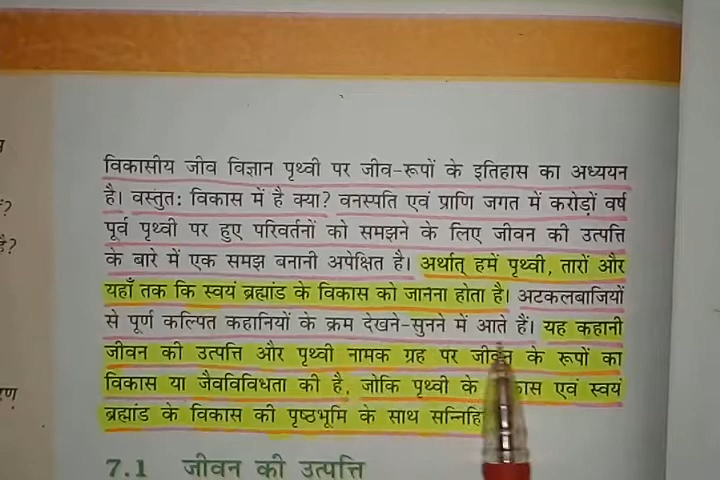 विकासीय जीव विज्ञान पृथ्वी पर जीव-रूपों के इतिहास का अध्ययन
है। वस्तुतः विकास में है क्या? वनस्पति एवं प्राणि जगत में करोड़ों वर्ष
पूर्व पृथ्वी पर हुए परिवर्तनों को समझने के लिए जीवन की उत्पत्ति
के बारे में एक समझ बनानी अपेक्षित है। अर्थात् हमें पृथ्वी, तारों और
यहाँ तक कि स्वयं ब्रह्मांड के विकास को जानना होता है। अटकलबाजियों
से पूर्ण कल्पित कहानियों के क्रम देखने-सुनने में आते हैं। यह कहानी
जीवन की उत्पत्ति और पृथ्वी नामक ग्रह पर जीवन के रूपों का
विकास या जैवविविधता की है, जोकि पृथ्वी के एवं स्वयं
ब्रह्मांड के विकास की पृष्ठभूमि के साथ
7.1 जीवन की उत्पत्ति